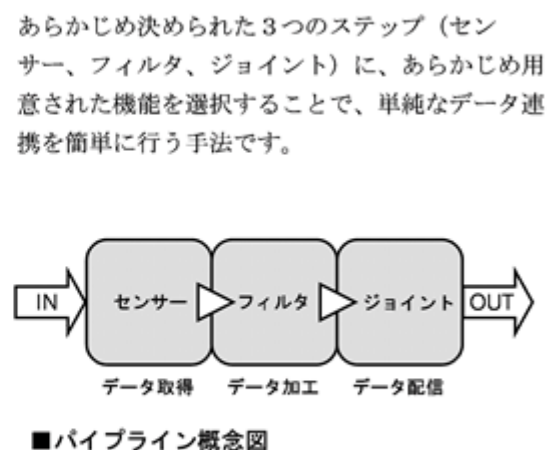 あらかじめ決められた３つのステップ（セン
サー、フィルタ、ジョイント）に、あらかじめ用
意された機能を選択することで、単純なデータ連
携を簡単に行う手法です。
IN
センサー
フィルタ
ジョイント
OUT
データ取得
データ加工
データ配信
■パイプライン概念図